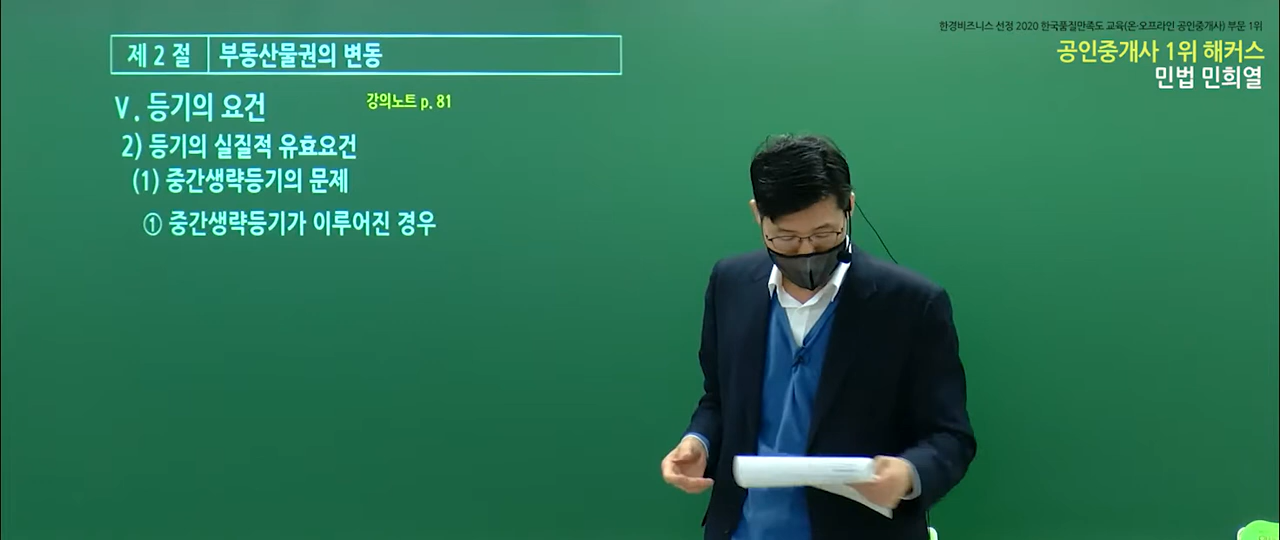 한경비즈니스 선정 2020 한국품질만족도 교육(온·오프라인 공인중개사) 부문 1위
공인중개사 1위 해커스
민법 민희열
제 2 절 부동산물권의 변동
Ⅴ. 등기의 요건 강의노트 p. 81
2) 등기의 실질적 유효요건
(1) 중간생략등기의 문제
① 중간생략등기가 이루어진 경우